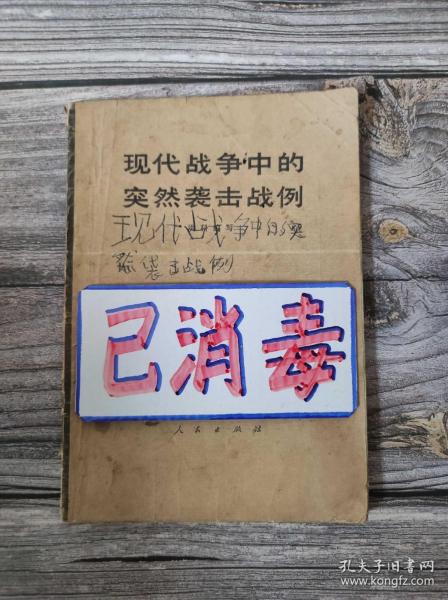 现代战争中的
突然袭击战例
现代战争中的突
然袭击战例
已消毒
人民出版社
孔夫子旧书网
www.kongfz.com